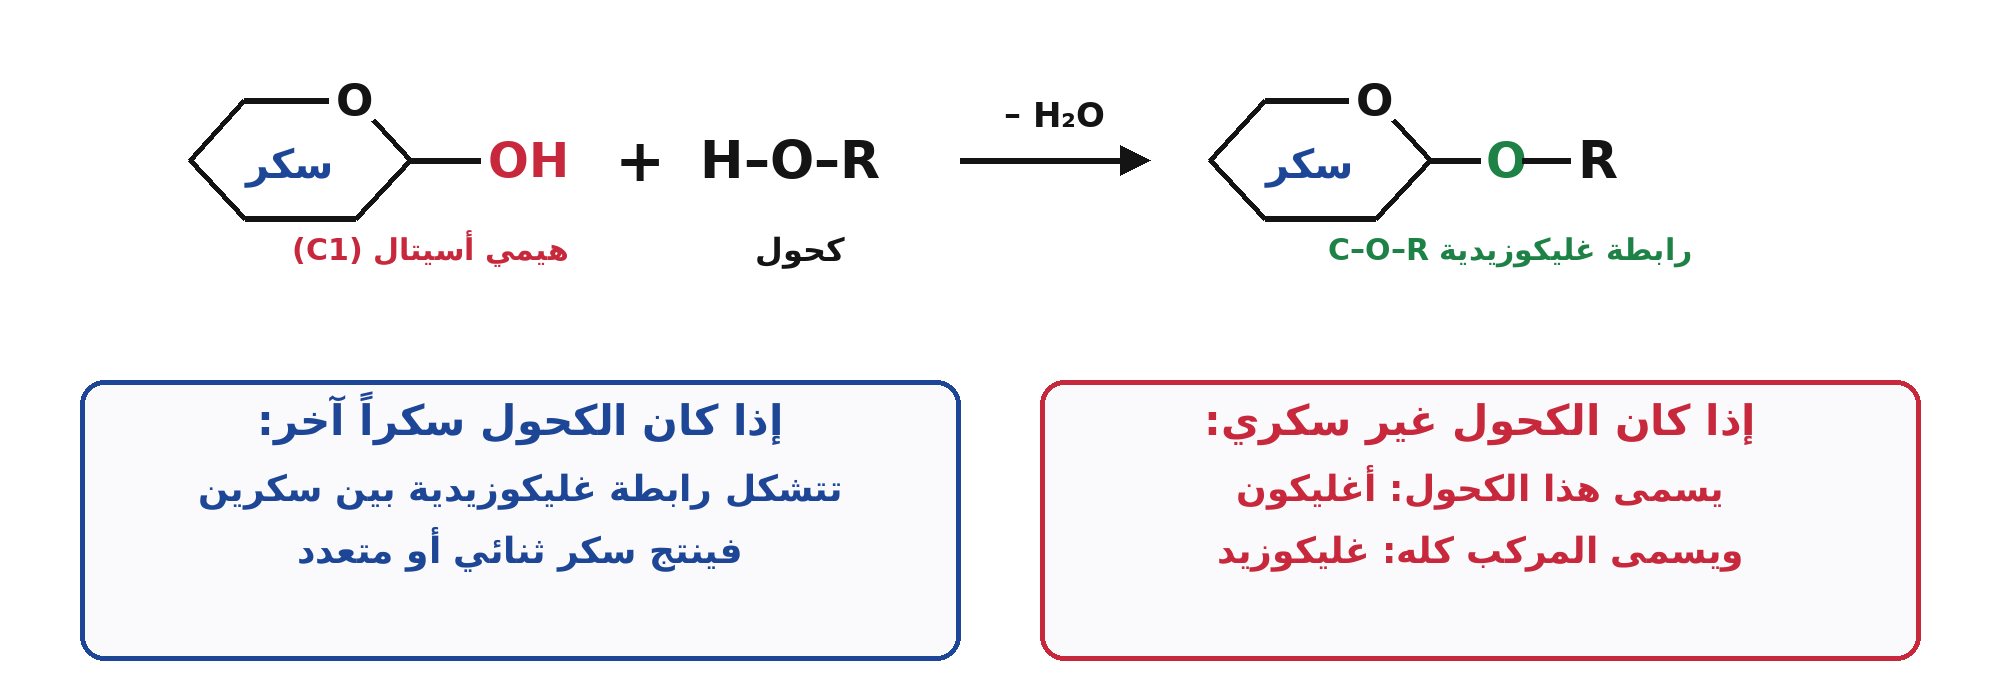 O
سكر
OH
+
H–O–R
– H₂O
O
سكر
O
R
هيمي أسيتال (C1)
كحول
رابطة غليكوزيدية C–O–R
إذا كان الكحول غير سكري:
يسمى هذا الكحول: أغليكون
ويسمى المركب كله: غليكوزيد
إذا كان الكحول سكراً آخر:
تتشكل رابطة غليكوزيدية بين سكرين
فينتج سكر ثنائي أو متعدد